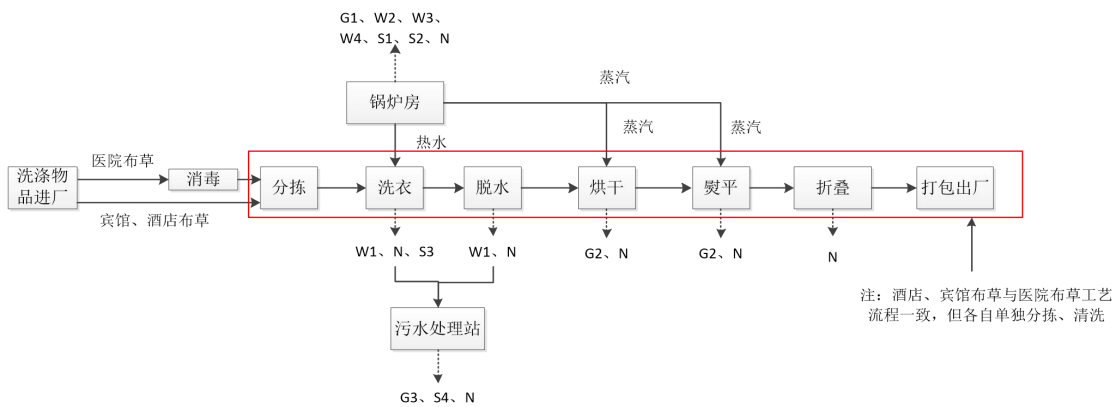 G1、W2、W3、
W4、S1、S2、N
蒸汽
锅炉房
蒸汽
蒸汽
热水
医院布草
洗涤物
品进厂
消毒
分拣
洗衣
脱水
烘干
熨平
折叠
打包出厂
宾馆、酒店布草
W1、N、S3
W1、N
G2、N
G2、N
N
注：酒店、宾馆布草与医院布草工艺
流程一致，但各自单独分拣、清洗
污水处理站
G3、S4、N